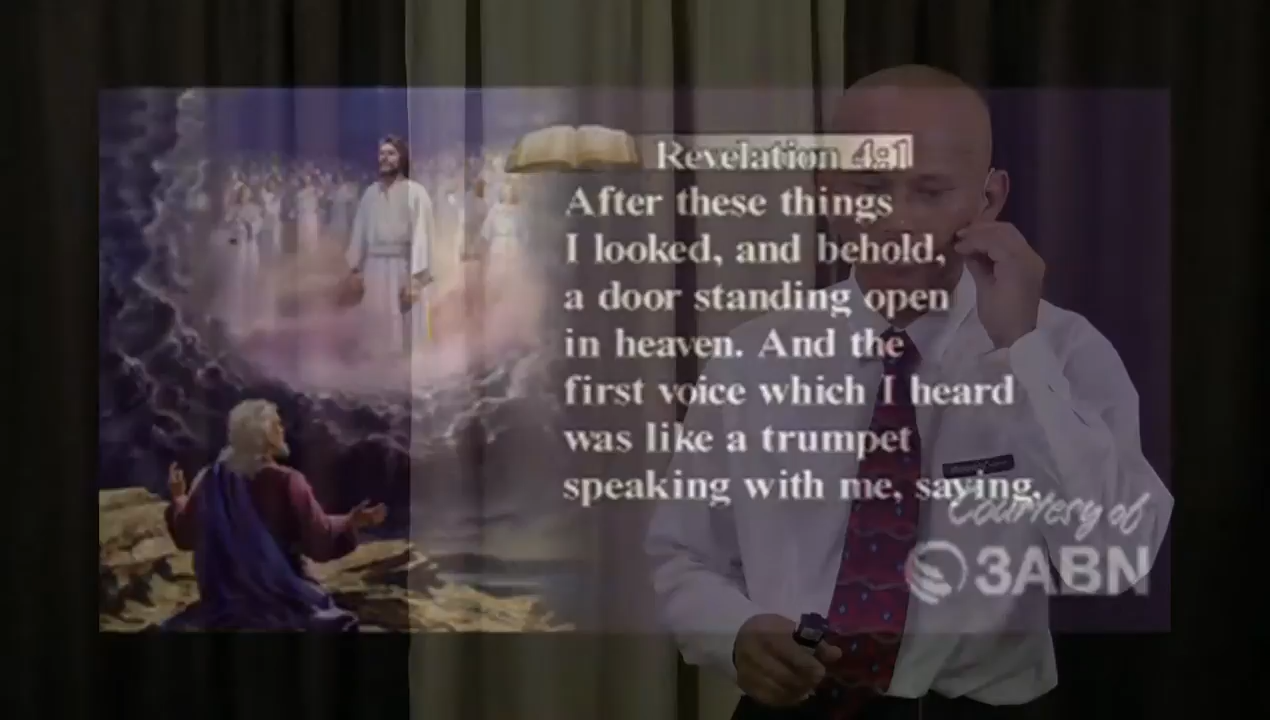 Revelation 4:1
After these things
I looked, and behold,
a door standing open
in heaven. And the
first voice which I heard
was like a trumpet
speaking with me, saying,
Courtesy of
3ABN